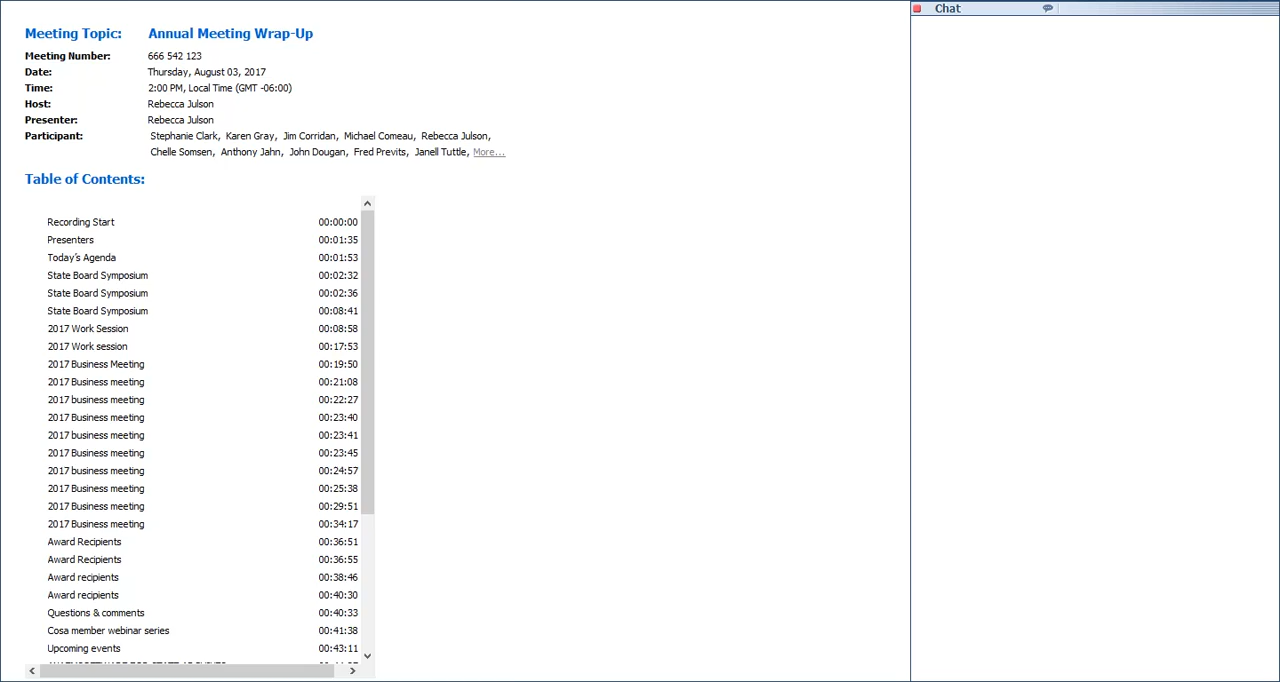 Chat
Meeting Topic: Annual Meeting Wrap-Up
Meeting Number: 666 542 123
Date: Thursday, August 03, 2017
Time: 2:00 PM, Local Time (GMT -06:00)
Host: Rebecca Julson
Presenter: Rebecca Julson
Participant: Stephanie Clark, Karen Gray, Jim Corridan, Michael Comeau, Rebecca Julson,
Chelle Somsen, Anthony Jahn, John Dougan, Fred Previts, Janell Tuttle, More...
Table of Contents:
Recording Start 00:00:00
Presenters 00:01:35
Today's Agenda 00:01:53
State Board Symposium 00:02:32
State Board Symposium 00:02:36
State Board Symposium 00:08:41
2017 Work Session 00:08:58
2017 Work session 00:17:53
2017 Business Meeting 00:19:50
2017 Business meeting 00:21:08
2017 business meeting 00:22:27
2017 Business meeting 00:23:40
2017 business meeting 00:23:41
2017 Business meeting 00:23:45
2017 business meeting 00:24:57
2017 Business meeting 00:25:38
2017 Business meeting 00:29:51
2017 Business meeting 00:34:17
Award Recipients 00:36:51
Award Recipients 00:36:55
Award recipients 00:38:46
Award recipients 00:40:30
Questions & comments 00:40:33
Cosa member webinar series 00:41:38
Upcoming events 00:43:11